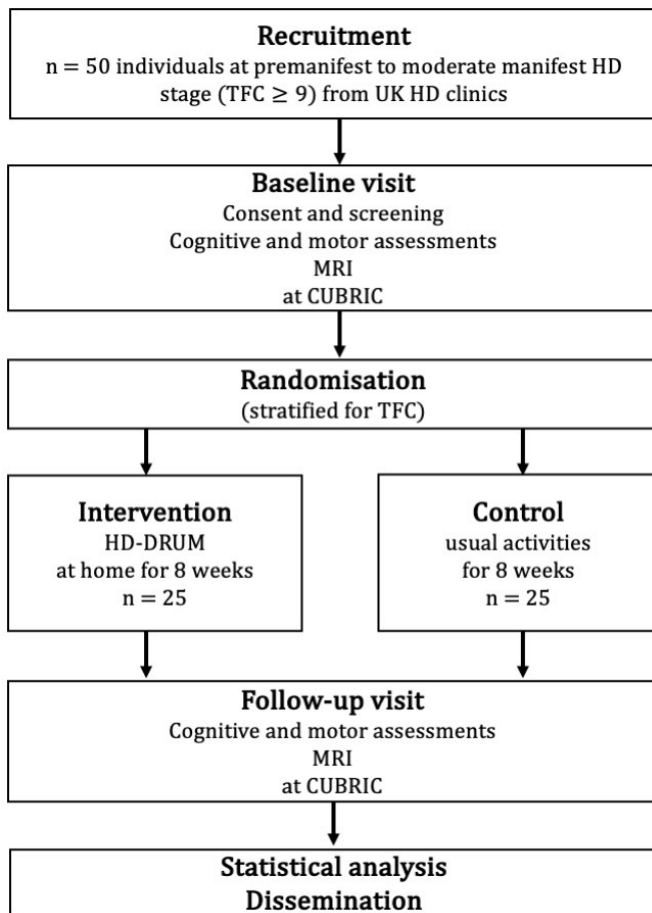 Recruitment
n = 50 individuals at premanifest to moderate manifest HD
stage (TFC ≥ 9) from UK HD clinics
Baseline visit
Consent and screening
Cognitive and motor assessments
MRI
at CUBRIC
Randomisation
(stratified for TFC)
Intervention
HD-DRUM
at home for 8 weeks
n = 25
Control
usual activities
for 8 weeks
n = 25
Follow-up visit
Cognitive and motor assessments
MRI
at CUBRIC
Statistical analysis
Dissemination